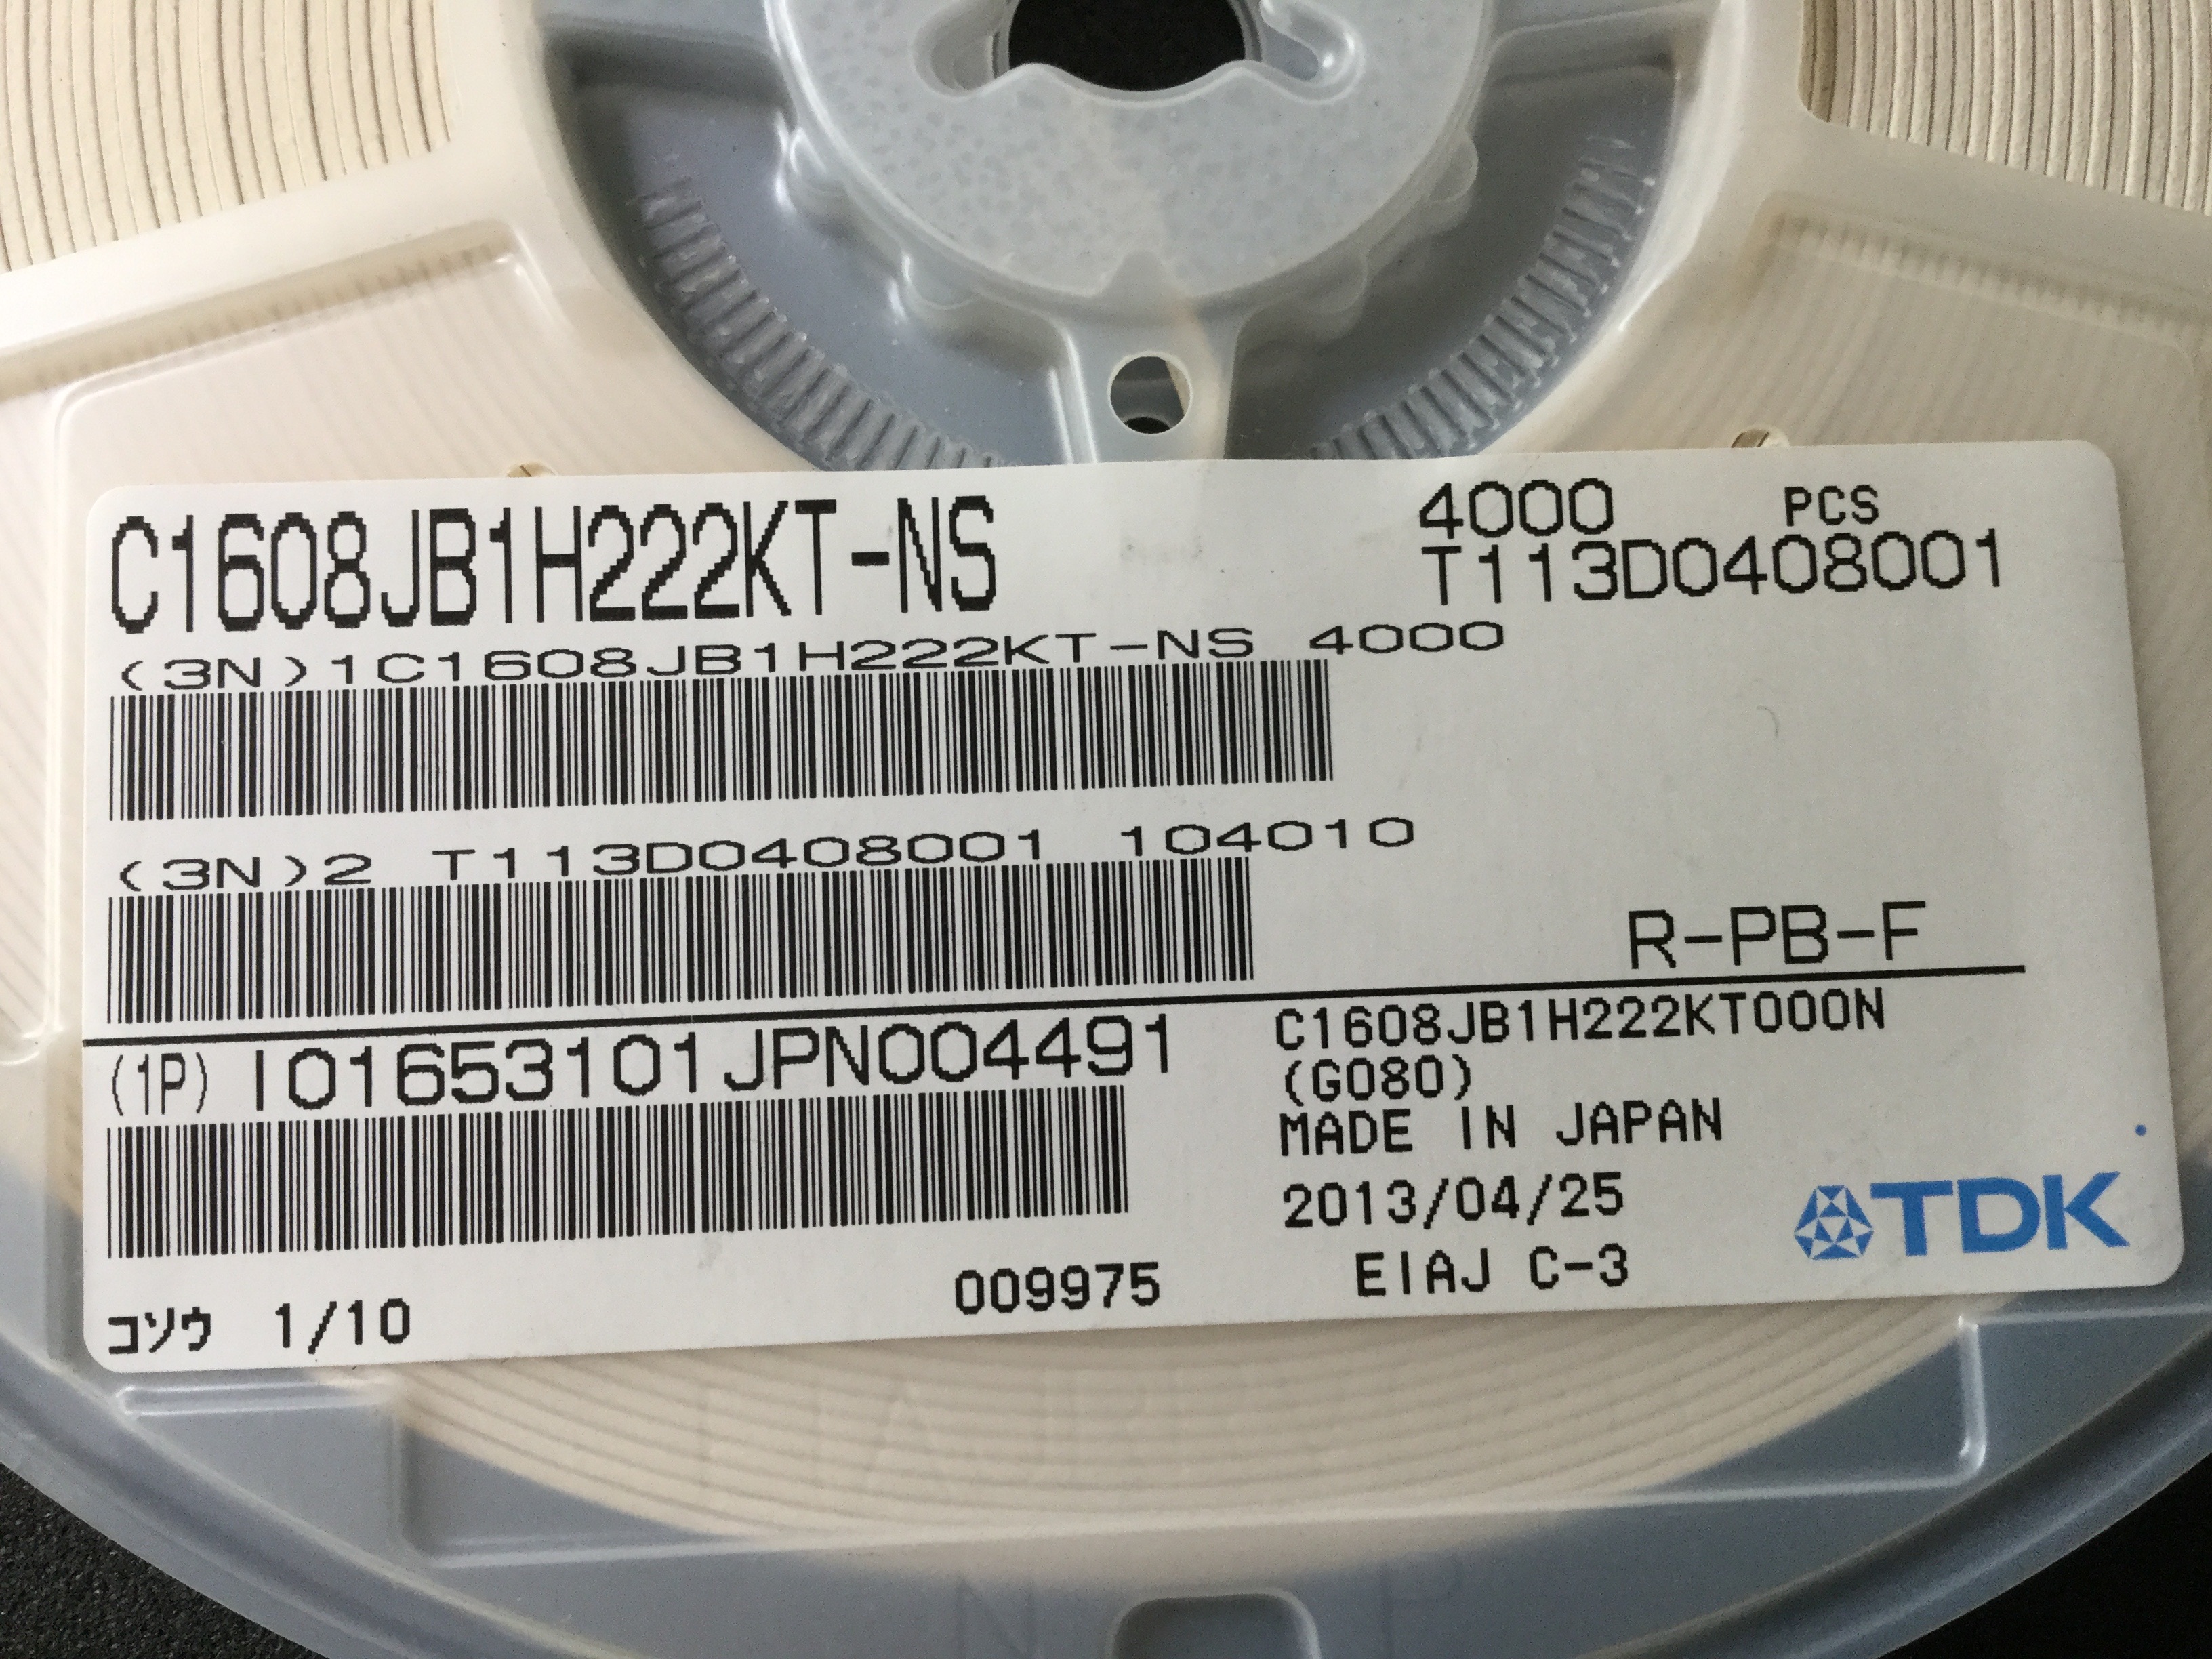 C1608JB1H222KT-NS
4000 PCS
T113D0408001
(3N)1C1608JB1H222KT-NS 4000
(3N)2 T113D0408001 104010
R-PB-F
(1P) I01653101JPN004491
C1608JB1H222KT000N
(G080)
MADE IN JAPAN
2013/04/25
TDK
EIAJ C-3
009975
コソウ 1/10